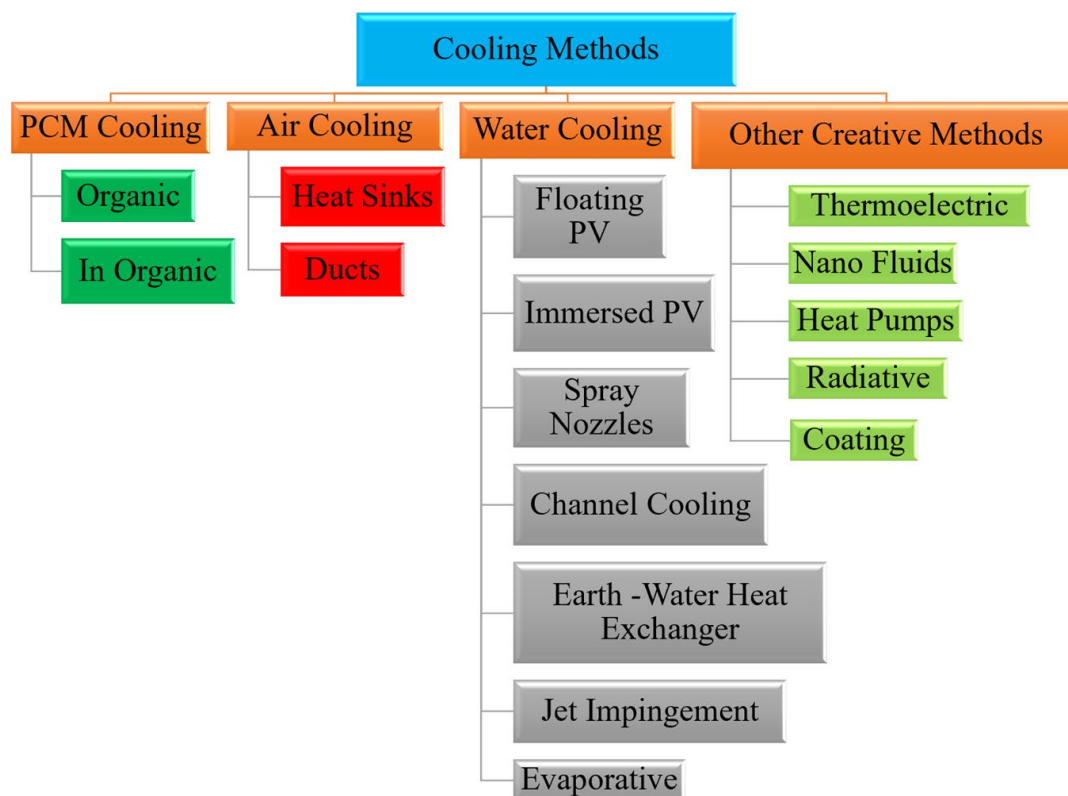 Cooling Methods
PCM Cooling
Organic
In Organic
Air Cooling
Heat Sinks
Ducts
Water Cooling
Floating
PV
Immersed PV
Spray
Nozzles
Channel Cooling
Earth -Water Heat
Exchanger
Jet Impingement
Evaporative
Other Creative Methods
Thermoelectric
Nano Fluids
Heat Pumps
Radiative
Coating